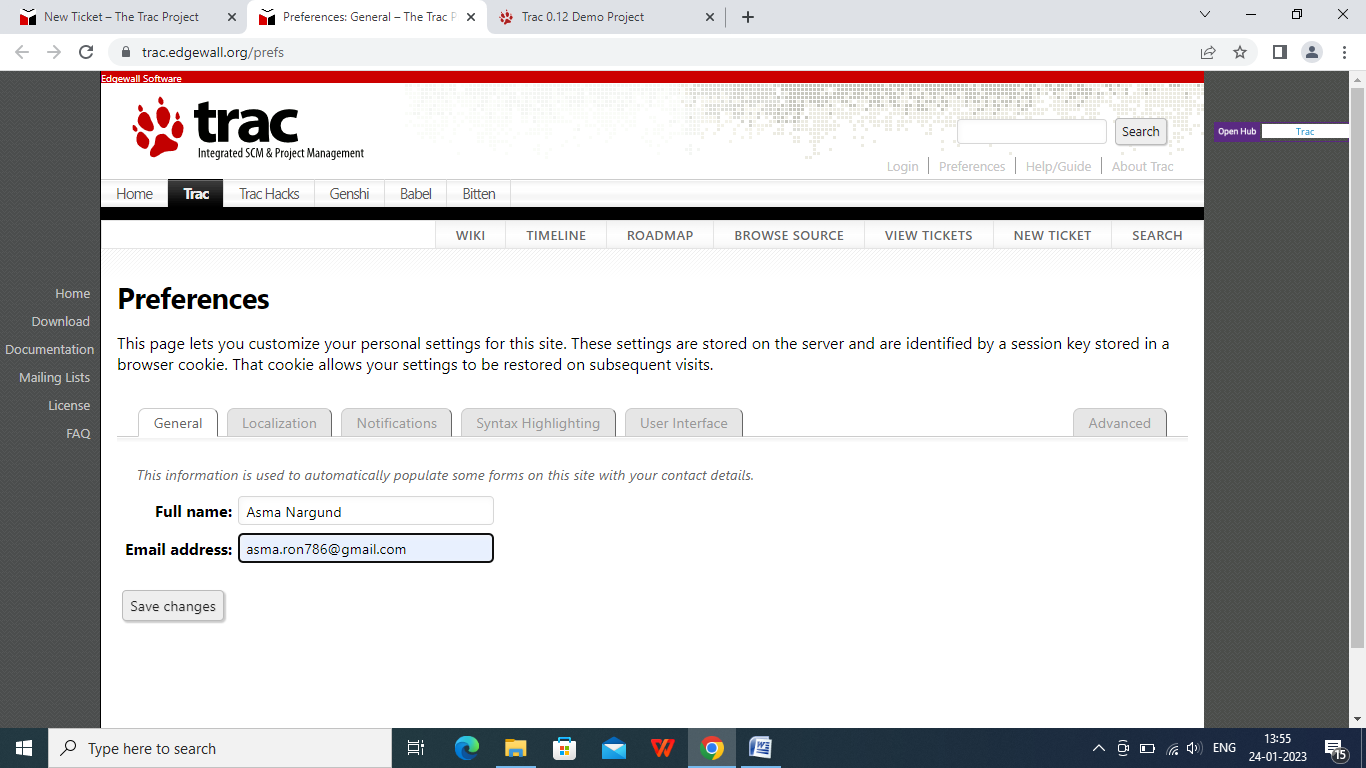 New Ticket – The Trac Project
Preferences: General – The Trac P
Trac 0.12 Demo Project
trac.edgewall.org/prefs
Edgewall Software
trac
Integrated SCM & Project Management
Search
Open Hub Trac
Login Preferences Help/Guide About Trac
Home Trac Trac Hacks Genshi Babel Bitten
WIKI TIMELINE ROADMAP BROWSE SOURCE VIEW TICKETS NEW TICKET SEARCH
Home
Download
Documentation
Mailing Lists
License
FAQ
Preferences
This page lets you customize your personal settings for this site. These settings are stored on the server and are identified by a session key stored in a
browser cookie. That cookie allows your settings to be restored on subsequent visits.
General Localization Notifications Syntax Highlighting User Interface Advanced
This information is used to automatically populate some forms on this site with your contact details.
Full name: Asma Nargund
Email address: asma.ron786@gmail.com
Save changes
Type here to search
ENG
13:55
24-01-2023
15